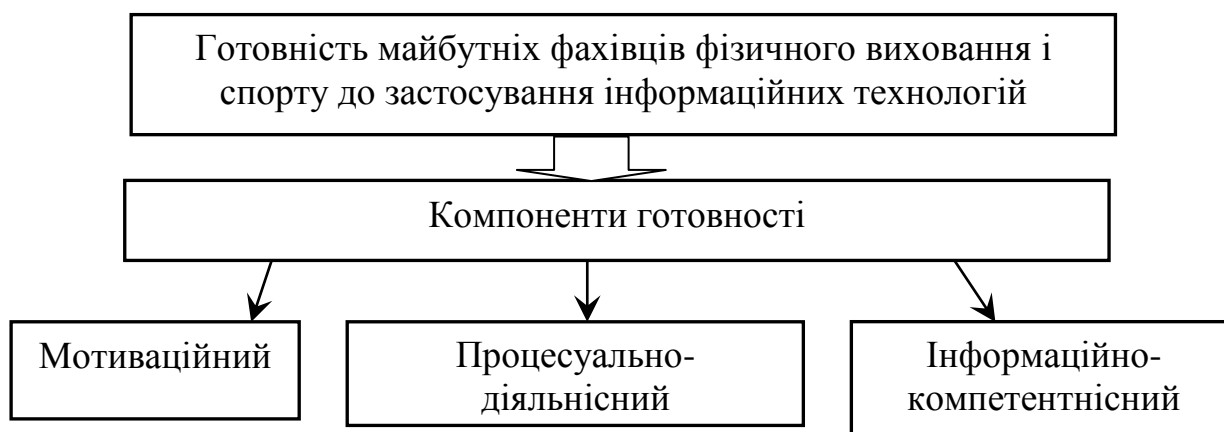 Готовність майбутніх фахівців фізичного виховання і
спорту до застосування інформаційних технологій
Компоненти готовності
Мотиваційний
Процесуально-
діяльнісний
Інформаційно-
компетентнісний